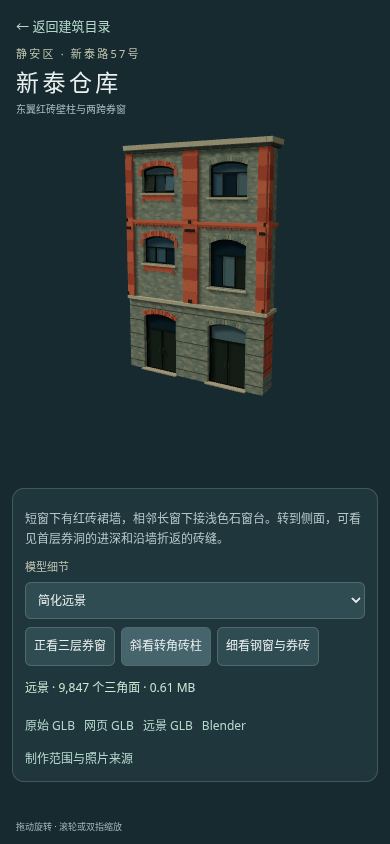 ← 返回建筑目录
静安区 · 新泰路57号
新泰仓库
东翼红砖壁柱与两跨券窗
短窗下有红砖裙墙，相邻长窗下接浅色石窗台。转到侧面，可看
见首层券洞的进深和沿墙折返的砖缝。
模型细节
简化远景
正看三层券窗 斜看转角砖柱 细看钢窗与券砖
远景 · 9,847 个三角面 · 0.61 MB
原始 GLB 网页 GLB 远景 GLB Blender
制作范围与照片来源
拖动旋转 · 滚轮或双指缩放